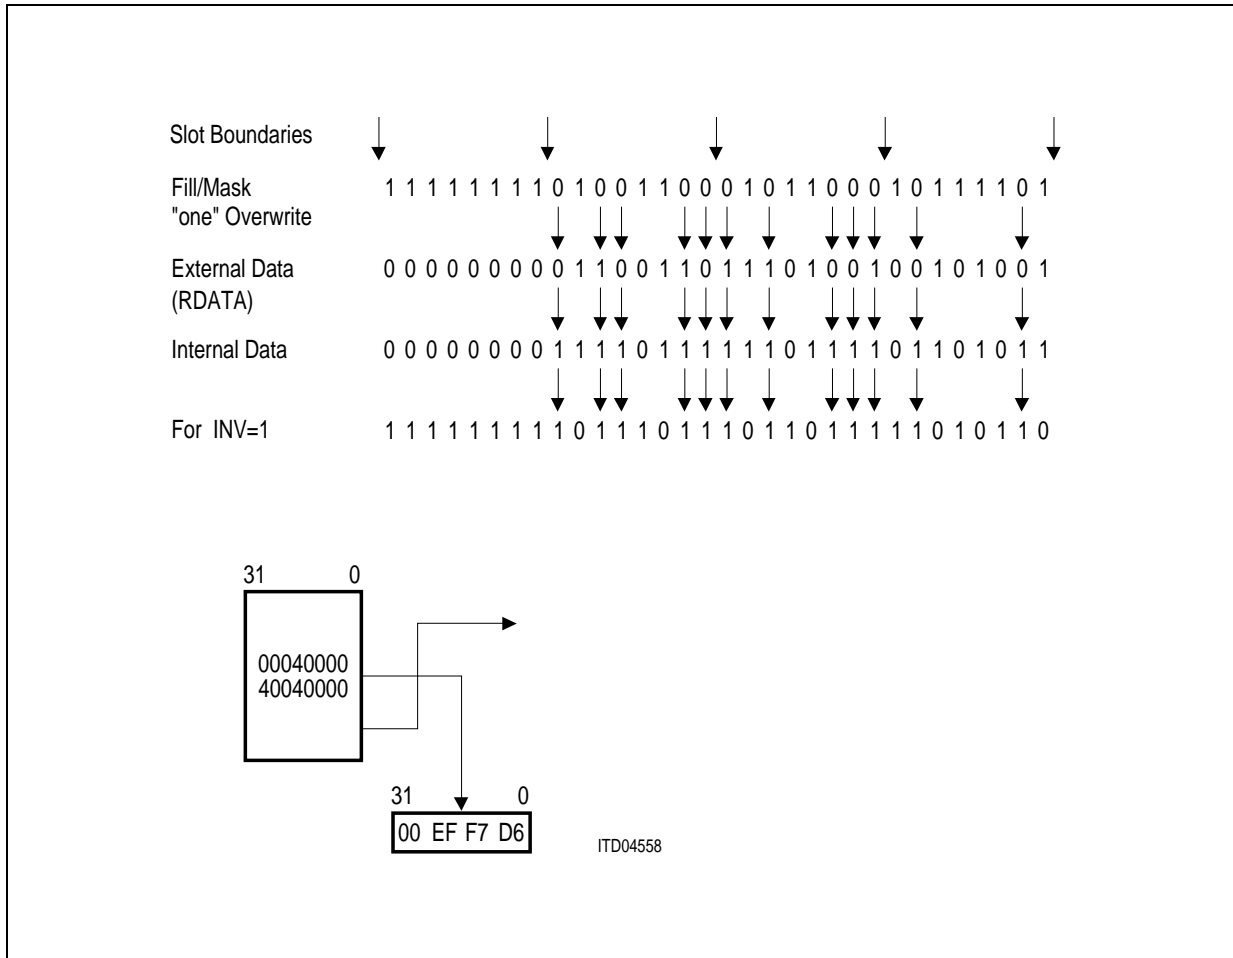 Slot Boundaries
Fill/Mask 1 1 1 1 1 1 1 1 0 1 0 0 1 1 0 0 0 1 0 1 1 0 0 0 1 0 1 1 1 1 0 1
"one" Overwrite
External Data 0 0 0 0 0 0 0 0 0 1 1 0 0 1 1 0 1 1 1 0 1 0 0 1 0 0 1 0 1 0 0 1
(RDATA)
Internal Data 0 0 0 0 0 0 0 0 1 1 1 1 0 1 1 1 1 1 1 0 1 1 1 1 0 1 1 0 1 0 1 1
For INV=1 1 1 1 1 1 1 1 1 1 0 1 1 1 0 1 1 1 0 1 1 0 1 1 1 1 1 0 1 0 1 1 0
31 0
00040000
40040000
31 0
00 EF F7 D6
ITD04558